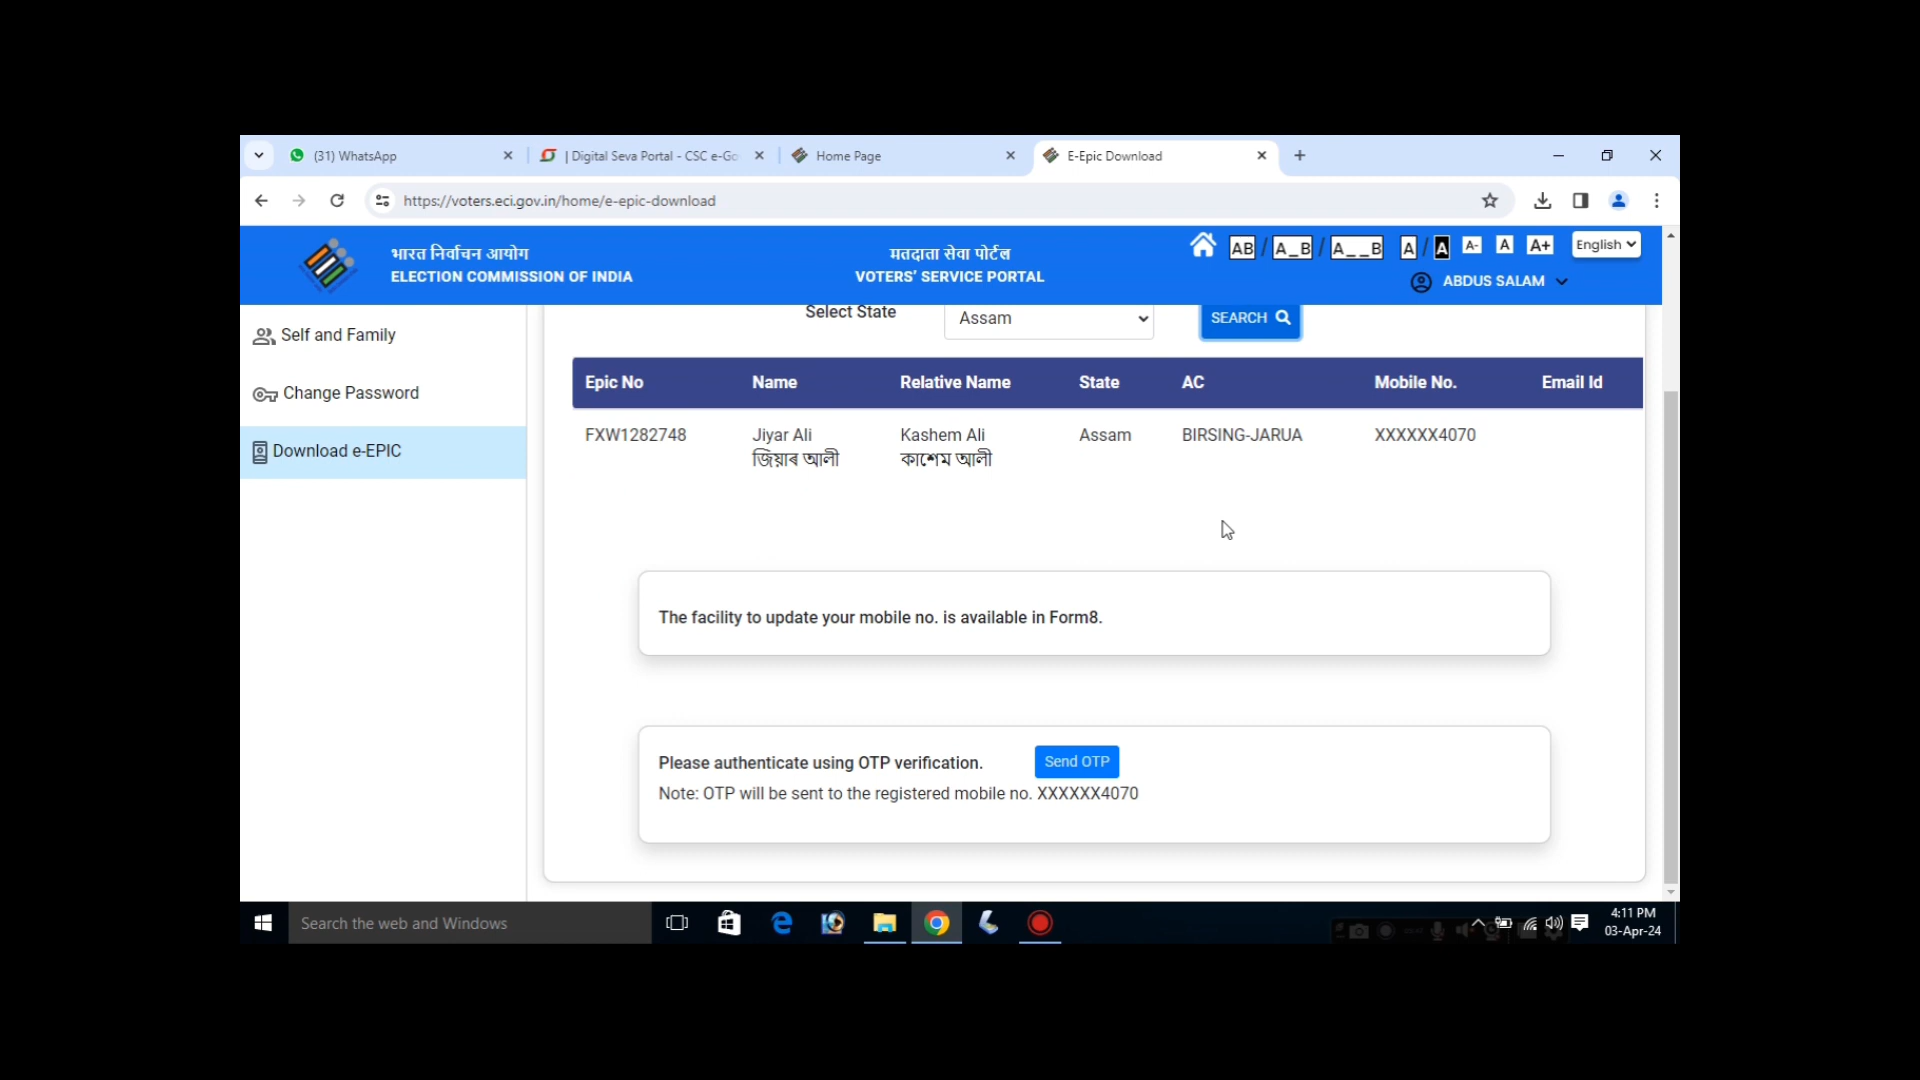 (31) WhatsApp
| Digital Seva Portal - CSC e-Go
Home Page
E-Epic Download
https://voters.eci.gov.in/home/e-epic-download
भारत निर्वाचन आयोग
ELECTION COMMISSION OF INDIA
मतदाता सेवा पोर्टल
VOTERS' SERVICE PORTAL
AB / A_B / A__B A / A A- A A+ English
ABDUS SALAM
Self and Family
Change Password
Download e-EPIC
Select State Assam SEARCH
Epic No Name Relative Name State AC Mobile No. Email Id
FXW1282748 Jiyar Ali Kashem Ali Assam BIRSING-JARUA XXXXXX4070
জিয়াৰ আলী কাশেম আলী
The facility to update your mobile no. is available in Form8.
Please authenticate using OTP verification. Send OTP
Note: OTP will be sent to the registered mobile no. XXXXXX4070
Search the web and Windows
4:11 PM
03-Apr-24